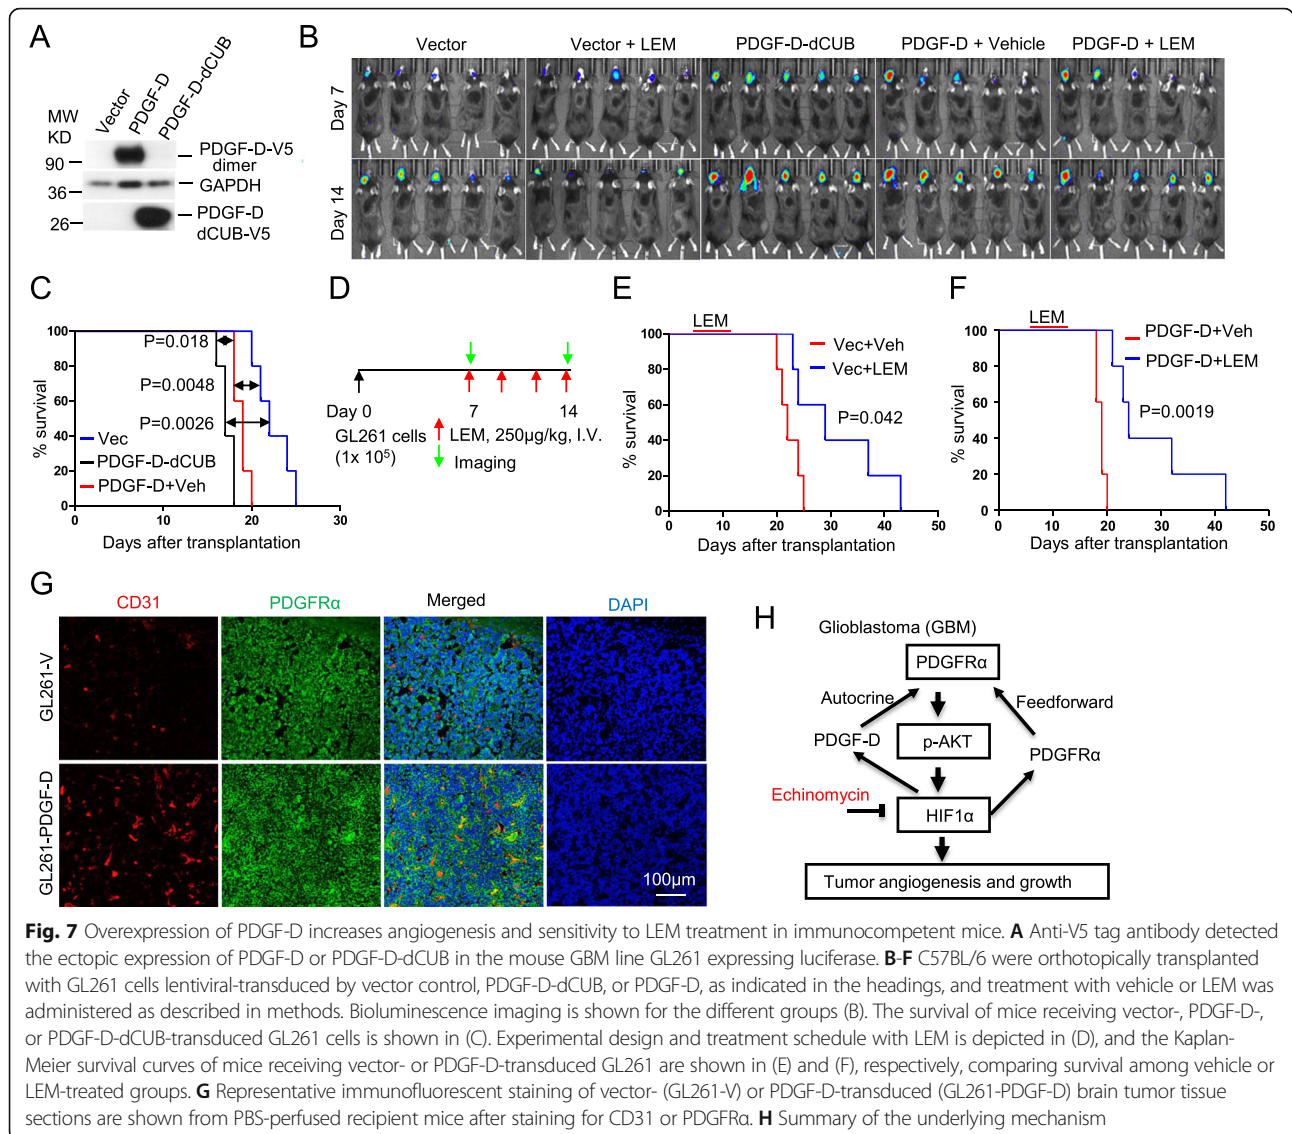 A
MW
KD
Vector
PDGF-D
PDGF-D-dCUB
90
PDGF-D-V5
dimer
36
GAPDH
26
PDGF-D
dCUB-V5
B
Vector
Vector + LEM
PDGF-D-dCUB
PDGF-D + Vehicle
PDGF-D + LEM
Day 7
Day 14
C
% survival
100
80
60
40
20
0
P=0.018
P=0.0048
P=0.0026
Vec
PDGF-D-dCUB
PDGF-D+Veh
0 10 20 30
Days after transplantation
D
Day 0 7 14
GL261 cells
(1x 10⁵)
LEM, 250µg/kg, I.V.
Imaging
E
% survival
100
80
60
40
20
0
LEM
Vec+Veh
Vec+LEM
P=0.042
0 10 20 30 40 50
Days after transplantation
F
% survival
100
80
60
40
20
0
LEM
PDGF-D+Veh
PDGF-D+LEM
P=0.0019
0 10 20 30 40 50
Days after transplantation
G
CD31
PDGFRα
Merged
DAPI
GL261-V
GL261-PDGF-D
100µm
H
Glioblastoma (GBM)
PDGFRα
Autocrine
Feedforward
PDGF-D
p-AKT
PDGFRα
Echinomycin
HIF1α
Tumor angiogenesis and growth
Fig. 7 Overexpression of PDGF-D increases angiogenesis and sensitivity to LEM treatment in immunocompetent mice. A Anti-V5 tag antibody detected
the ectopic expression of PDGF-D or PDGF-D-dCUB in the mouse GBM line GL261 expressing luciferase. B-F C57BL/6 were orthotopically transplanted
with GL261 cells lentiviral-transduced by vector control, PDGF-D-dCUB, or PDGF-D, as indicated in the headings, and treatment with vehicle or LEM was
administered as described in methods. Bioluminescence imaging is shown for the different groups (B). The survival of mice receiving vector-, PDGF-D-,
or PDGF-D-dCUB-transduced GL261 cells is shown in (C). Experimental design and treatment schedule with LEM is depicted in (D), and the Kaplan-
Meier survival curves of mice receiving vector- or PDGF-D-transduced GL261 are shown in (E) and (F), respectively, comparing survival among vehicle or
LEM-treated groups. G Representative immunofluorescent staining of vector- (GL261-V) or PDGF-D-transduced (GL261-PDGF-D) brain tumor tissue
sections are shown from PBS-perfused recipient mice after staining for CD31 or PDGFRα. H Summary of the underlying mechanism